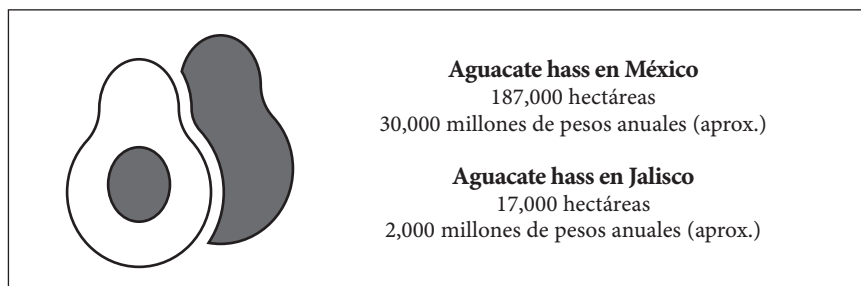 Aguacate hass en México
187,000 hectáreas
30,000 millones de pesos anuales (aprox.)
Aguacate hass en Jalisco
17,000 hectáreas
2,000 millones de pesos anuales (aprox.)